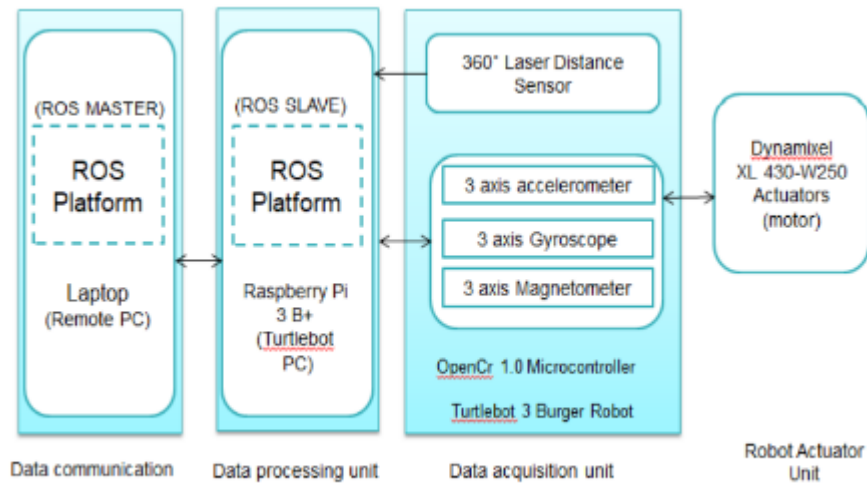 (ROS MASTER)
ROS
Platform
Laptop
(Remote PC)
Data communication
(ROS SLAVE)
ROS
Platform
Raspberry Pi
3 B+
(Turtlebot
PC)
Data processing unit
360° Laser Distance
Sensor
3 axis accelerometer
3 axis Gyroscope
3 axis Magnetometer
OpenCr 1.0 Microcontroller
Turtlebot 3 Burger Robot
Data acquisition unit
Dynamixel
XL 430-W250
Actuators
(motor)
Robot Actuator
Unit